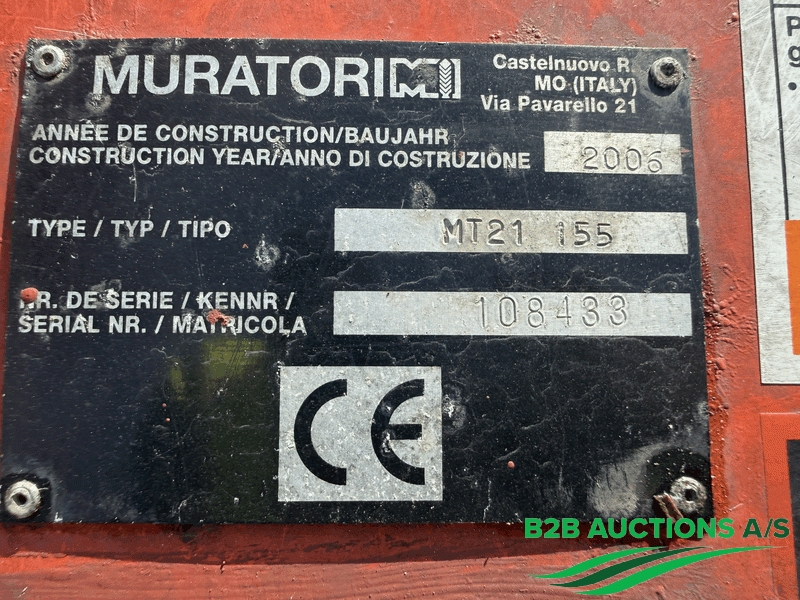 MURATORI
Castelnuovo R.
MO (ITALY)
Via Pavarello 21
ANNÈE DE CONSTRUCTION/BAUJAHR
CONSTRUCTION YEAR/ANNO DI COSTRUZIONE
2006
TYPE / TYP / TIPO
MT21 155
NR. DE SERIE / KENNR /
SERIAL NR. / MATRICOLA
108433
CE
B2B AUCTIONS A/S